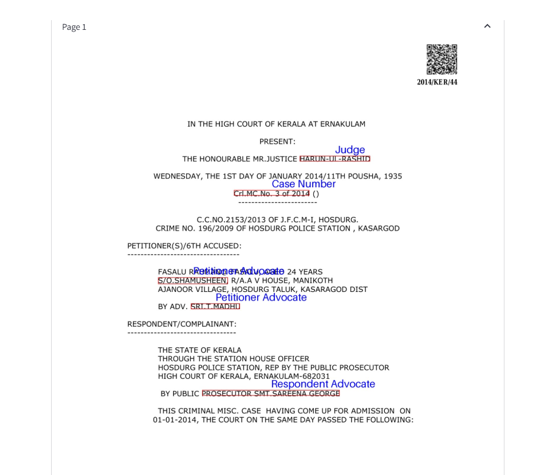 Page 1
2014/KER/44
IN THE HIGH COURT OF KERALA AT ERNAKULAM
PRESENT:
Judge
THE HONOURABLE MR.JUSTICE HARUN-UL-RASHID
WEDNESDAY, THE 1ST DAY OF JANUARY 2014/11TH POUSHA, 1935
Case Number
Crl.MC.No. 3 of 2014 ()
------------------------
C.C.NO.2153/2013 OF J.F.C.M-I, HOSDURG.
CRIME NO. 196/2009 OF HOSDURG POLICE STATION , KASARGOD
PETITIONER(S)/6TH ACCUSED:
----------------------------------
Petitioner Advocate
FASALU 24 YEARS
S/O.SHAMUSHEEN, R/A.A V HOUSE, MANIKOTH
AJANOOR VILLAGE, HOSDURG TALUK, KASARAGOD DIST
Petitioner Advocate
BY ADV. SRI.T.MADHU
RESPONDENT/COMPLAINANT:
---------------------------------
THE STATE OF KERALA
THROUGH THE STATION HOUSE OFFICER
HOSDURG POLICE STATION, REP BY THE PUBLIC PROSECUTOR
HIGH COURT OF KERALA, ERNAKULAM-682031
Respondent Advocate
BY PUBLIC PROSECUTOR SMT.SAREENA GEORGE
THIS CRIMINAL MISC. CASE HAVING COME UP FOR ADMISSION ON
01-01-2014, THE COURT ON THE SAME DAY PASSED THE FOLLOWING: